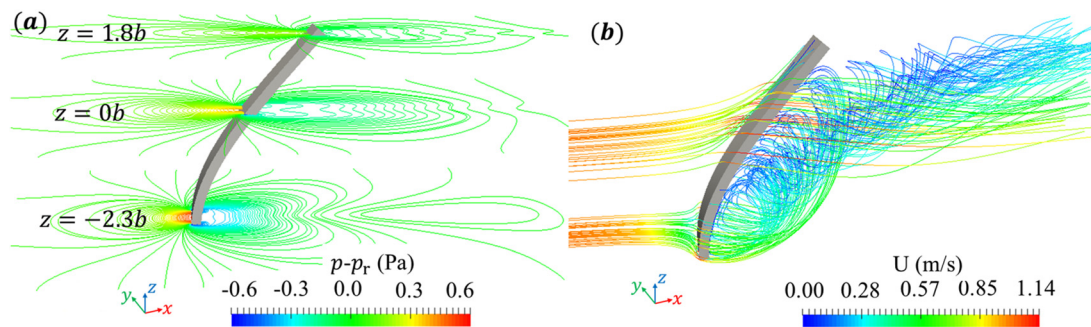 (a)
z = 1.8b
z = 0b
z = −2.3b
p-pr (Pa)
-0.6 -0.3 0.0 0.3 0.6
y z x
(b)
U (m/s)
0.00 0.28 0.57 0.85 1.14
y z x